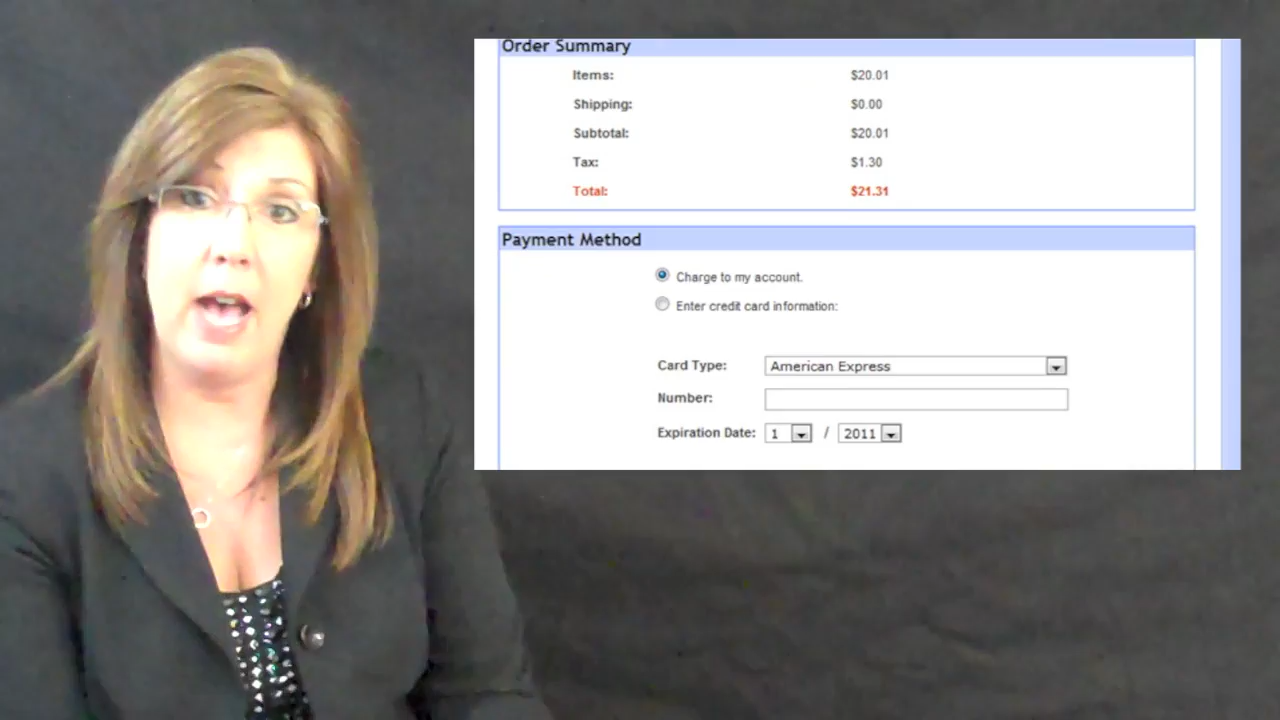 Order Summary
Items: $20.01
Shipping: $0.00
Subtotal: $20.01
Tax: $1.30
Total: $21.31
Payment Method
Charge to my account.
Enter credit card information:
Card Type: American Express
Number:
Expiration Date: 1 / 2011